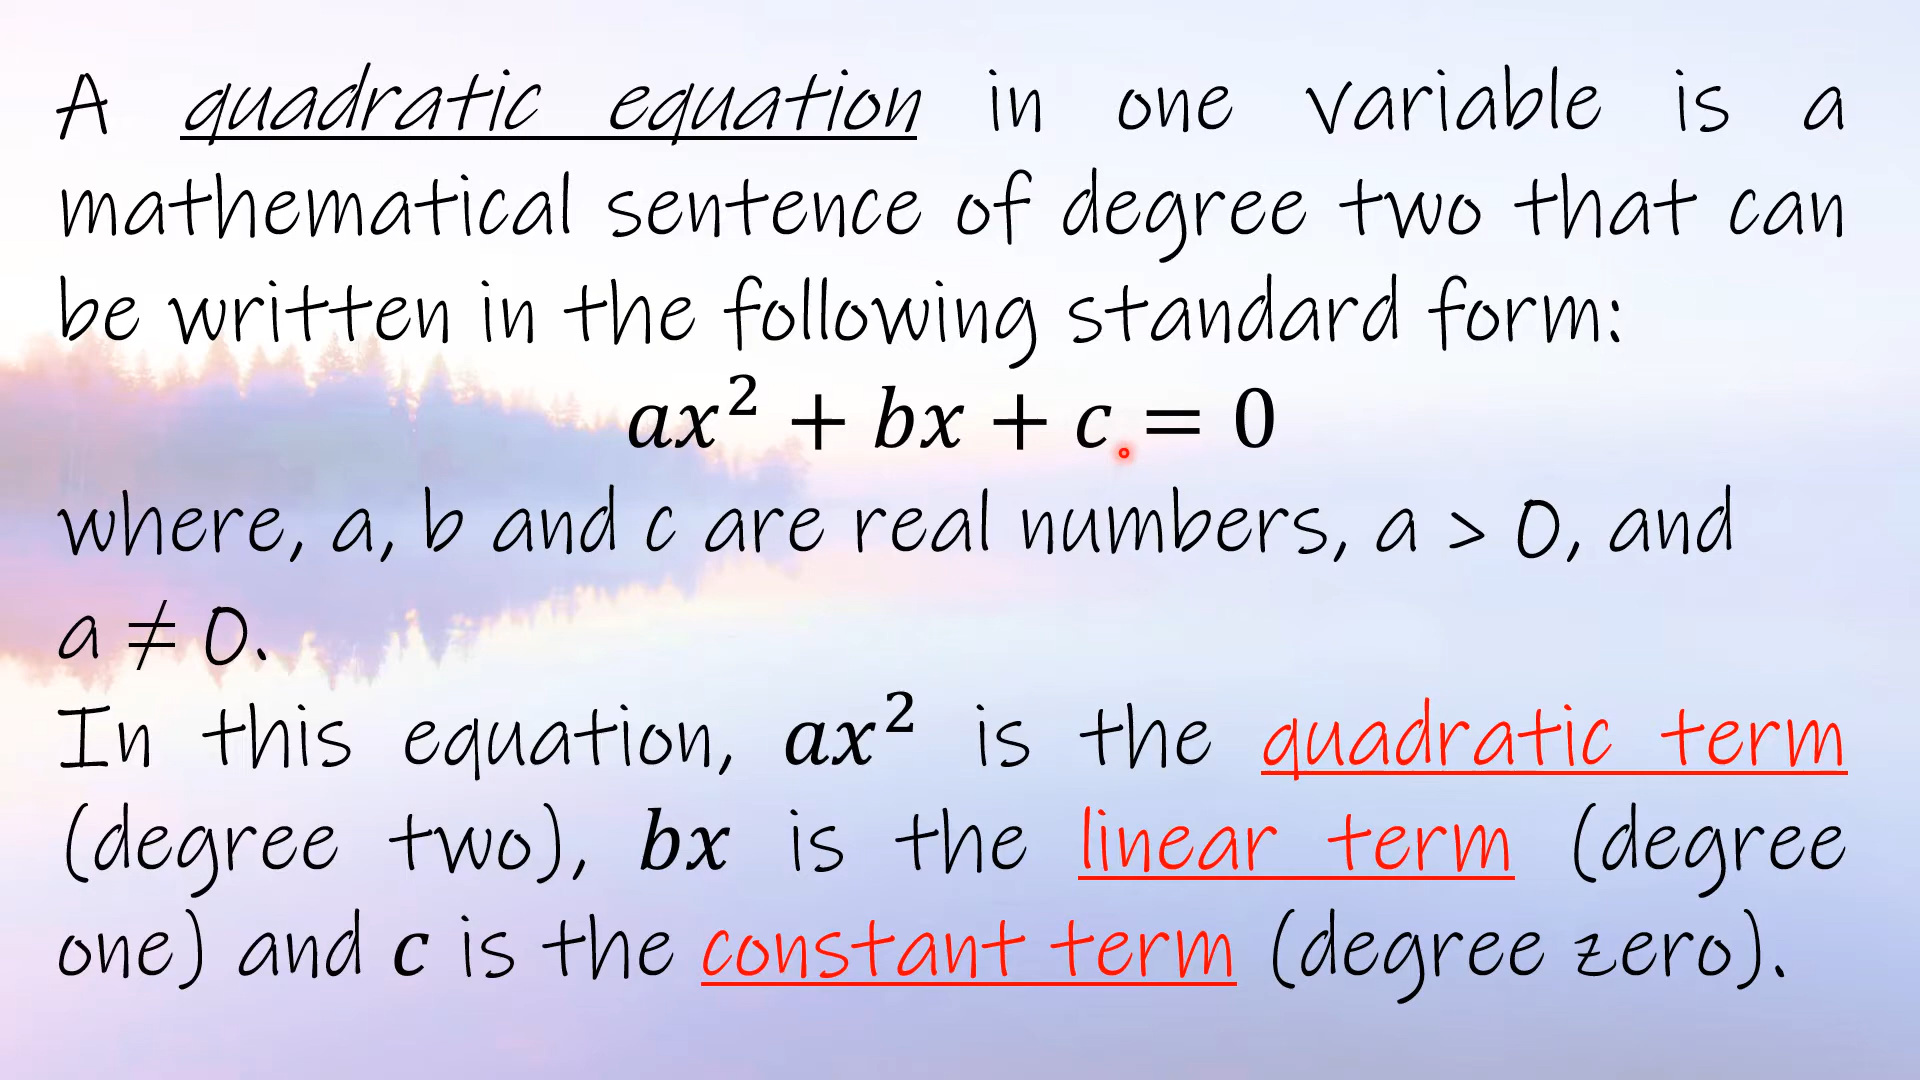 A quadratic equation in one variable is a
mathematical sentence of degree two that can
be written in the following standard form:
ax² + bx + c = 0
where, a, b and c are real numbers, a > 0, and
a ≠ 0.
In this equation, ax² is the quadratic term
(degree two), bx is the linear term (degree
one) and c is the constant term (degree zero).